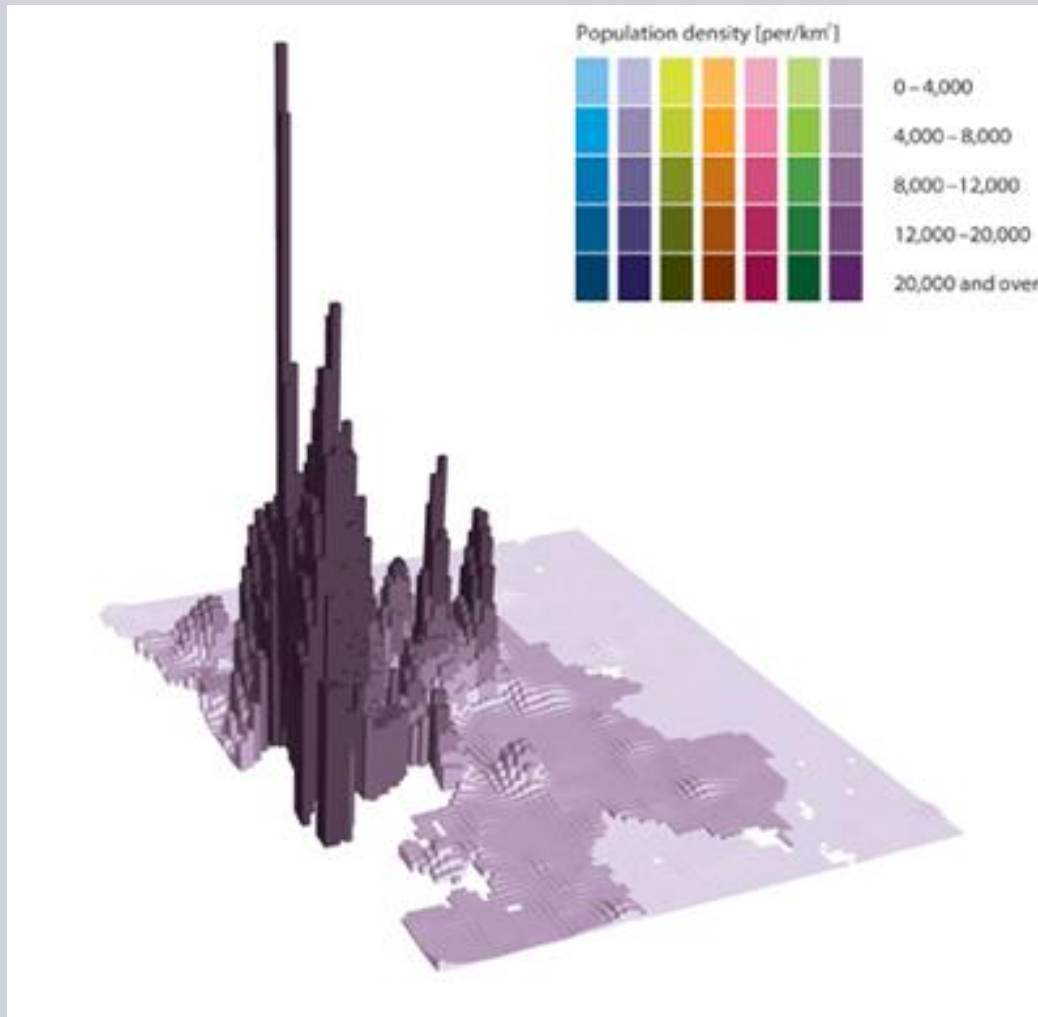 Population density [per/km²]
0 – 4,000
4,000 – 8,000
8,000 –12,000
12,000 –20,000
20,000 and over